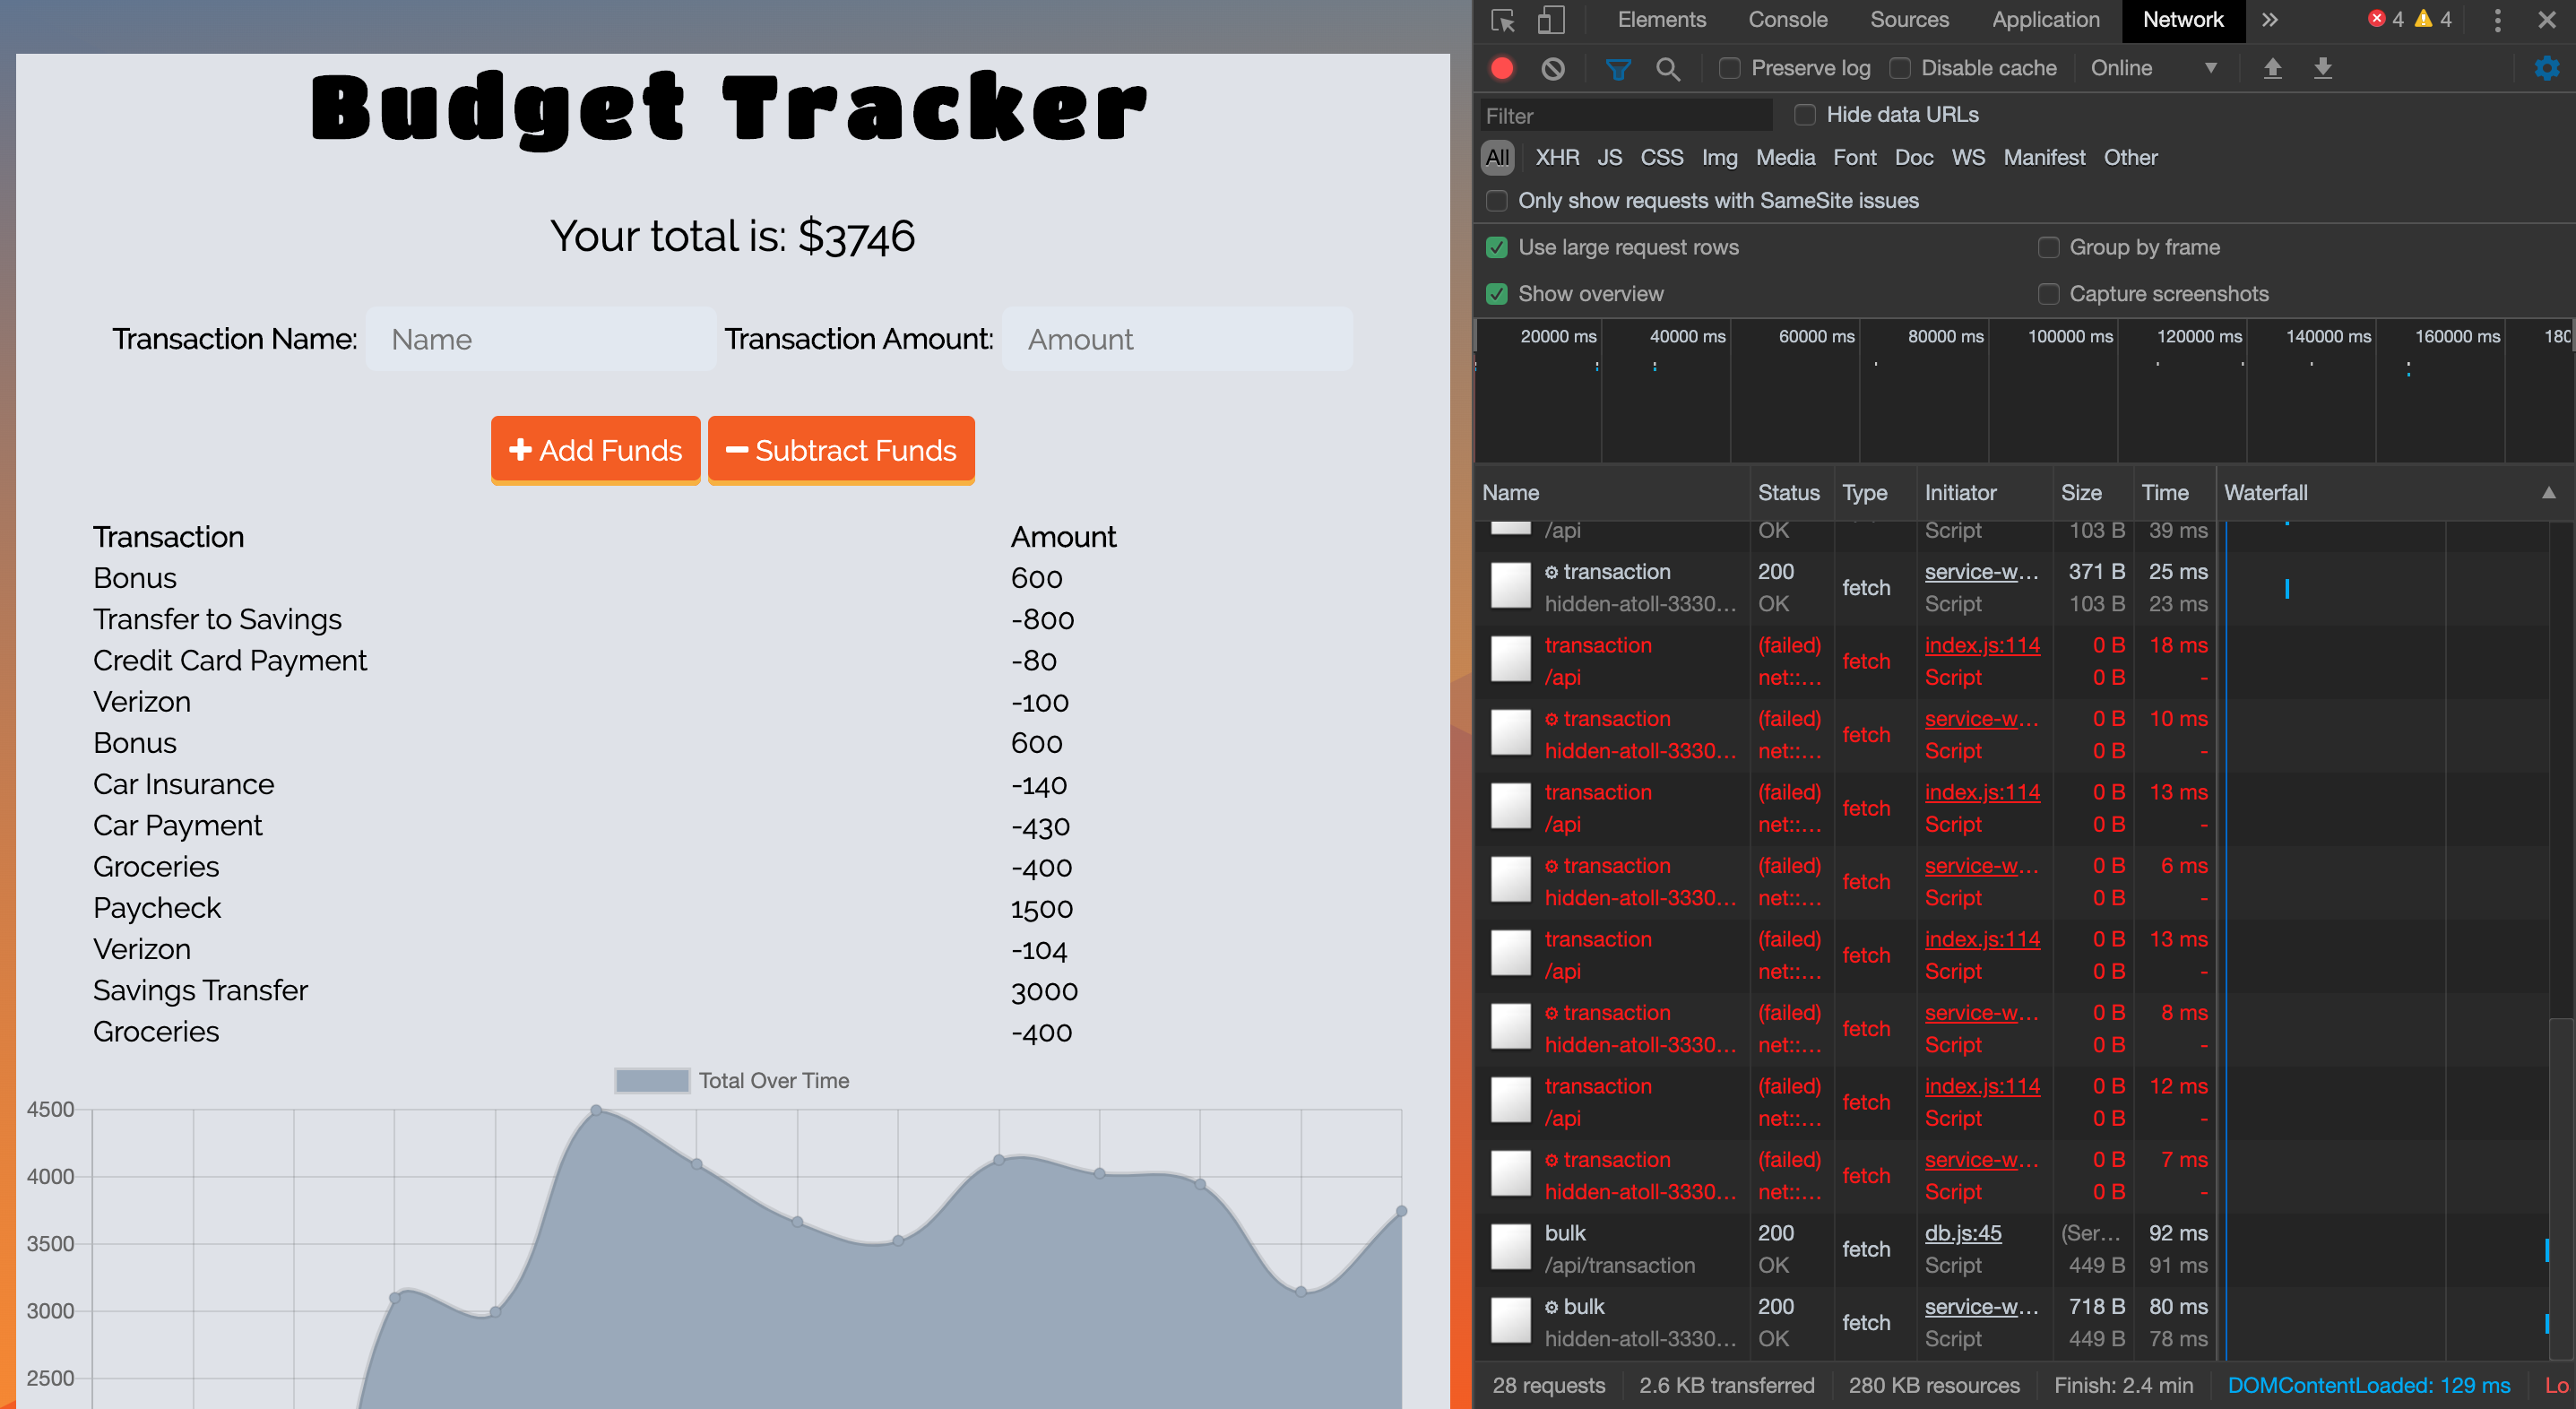 Budget Tracker
Your total is: $3746
Transaction Name: Name Transaction Amount: Amount
Add Funds Subtract Funds
Transaction Amount
Bonus 600
Transfer to Savings -800
Credit Card Payment -80
Verizon -100
Bonus 600
Car Insurance -140
Car Payment -430
Groceries -400
Paycheck 1500
Verizon -104
Savings Transfer 3000
Groceries -400
Total Over Time
4500
4000
3500
3000
2500
Elements Console Sources Application Network 4 4
Preserve log Disable cache Online
Filter Hide data URLs
All XHR JS CSS Img Media Font Doc WS Manifest Other
Only show requests with SameSite issues
Use large request rows Group by frame
Show overview Capture screenshots
20000 ms 40000 ms 60000 ms 80000 ms 100000 ms 120000 ms 140000 ms 160000 ms 180
Name Status Type Initiator Size Time Waterfall
/api OK Script 103 B 39 ms
transaction 200 fetch service-w... 371 B 25 ms
hidden-atoll-3330... OK Script 103 B 23 ms
transaction (failed) fetch index.js:114 0 B 18 ms
/api net::... Script 0 B -
transaction (failed) fetch service-w... 0 B 10 ms
hidden-atoll-3330... net::... Script 0 B -
transaction (failed) fetch index.js:114 0 B 13 ms
/api net::... Script 0 B -
transaction (failed) fetch service-w... 0 B 6 ms
hidden-atoll-3330... net::... Script 0 B -
transaction (failed) fetch index.js:114 0 B 13 ms
/api net::... Script 0 B -
transaction (failed) fetch service-w... 0 B 8 ms
hidden-atoll-3330... net::... Script 0 B -
transaction (failed) fetch index.js:114 0 B 12 ms
/api net::... Script 0 B -
transaction (failed) fetch service-w... 0 B 7 ms
hidden-atoll-3330... net::... Script 0 B -
bulk 200 fetch db.js:45 (Ser... 92 ms
/api/transaction OK Script 449 B 91 ms
bulk 200 fetch service-w... 718 B 80 ms
hidden-atoll-3330... OK Script 449 B 78 ms
28 requests 2.6 KB transferred 280 KB resources Finish: 2.4 min DOMContentLoaded: 129 ms Lo